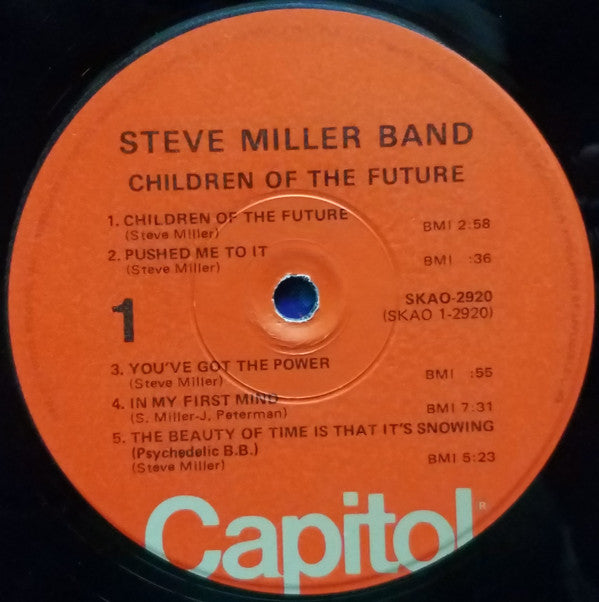 STEVE MILLER BAND
CHILDREN OF THE FUTURE
1. CHILDREN OF THE FUTURE BMI 2:58
(Steve Miller)
2. PUSHED ME TO IT BMI :36
(Steve Miller)
1 SKAO-2920
(SKAO 1-2920)
3. YOU'VE GOT THE POWER BMI :55
(Steve Miller)
4. IN MY FIRST MIND BMI 7:31
(S. Miller-J. Peterman)
5. THE BEAUTY OF TIME IS THAT IT'S SNOWING
(Psychedelic B.B.) BMI 5:23
(Steve Miller)
Capitol®